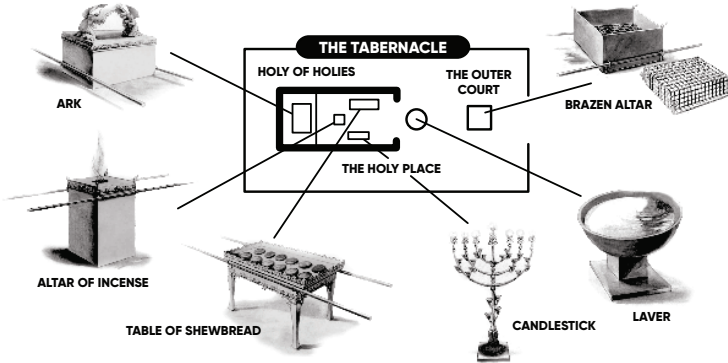 THE TABERNACLE
HOLY OF HOLIES
THE OUTER
COURT
ARK
BRAZEN ALTAR
THE HOLY PLACE
ALTAR OF INCENSE
TABLE OF SHEWBREAD
CANDLESTICK
LAVER